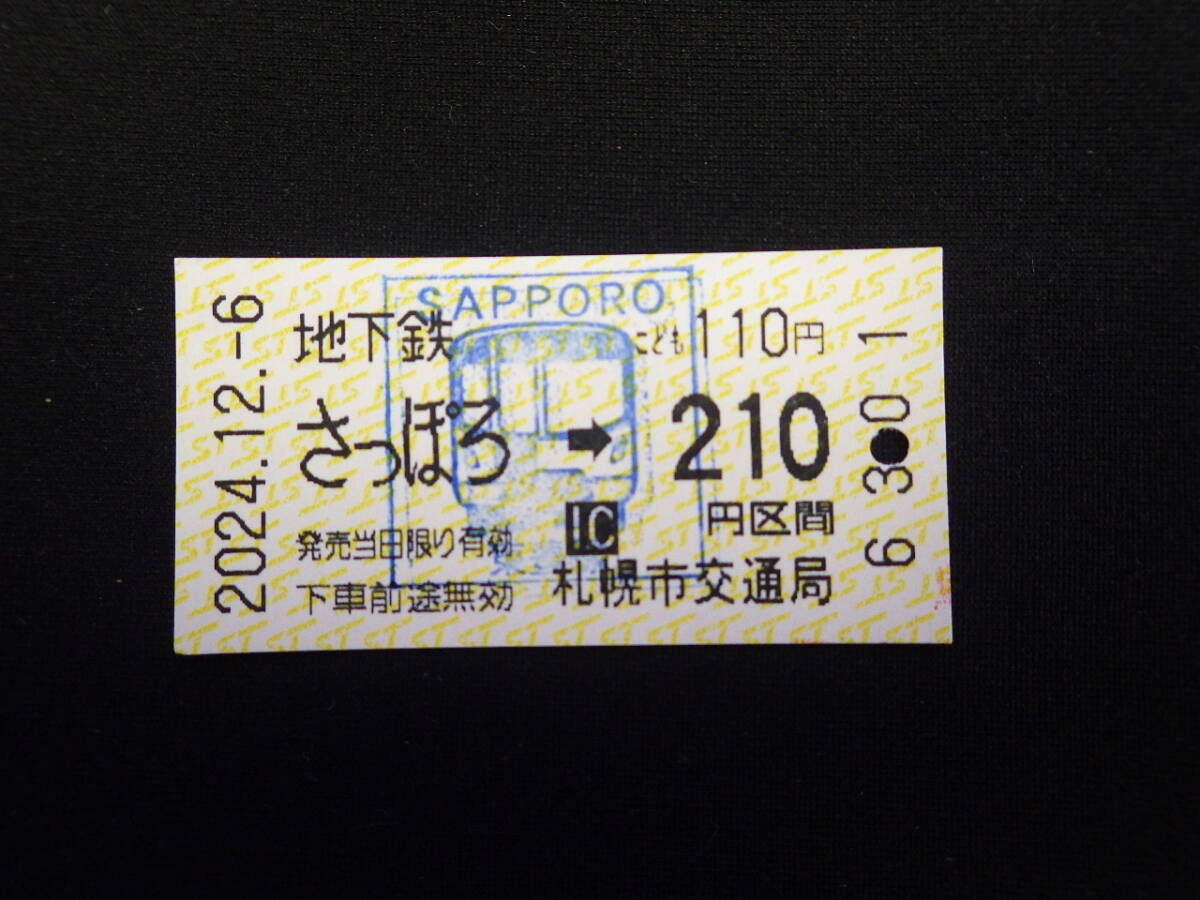 2024.12.-6
SAPPORO
地下鉄 こども110円
さっぽろ➡210
発売当日限り有効 IC 円区間
下車前途無効 札幌市交通局
6 3●0 1